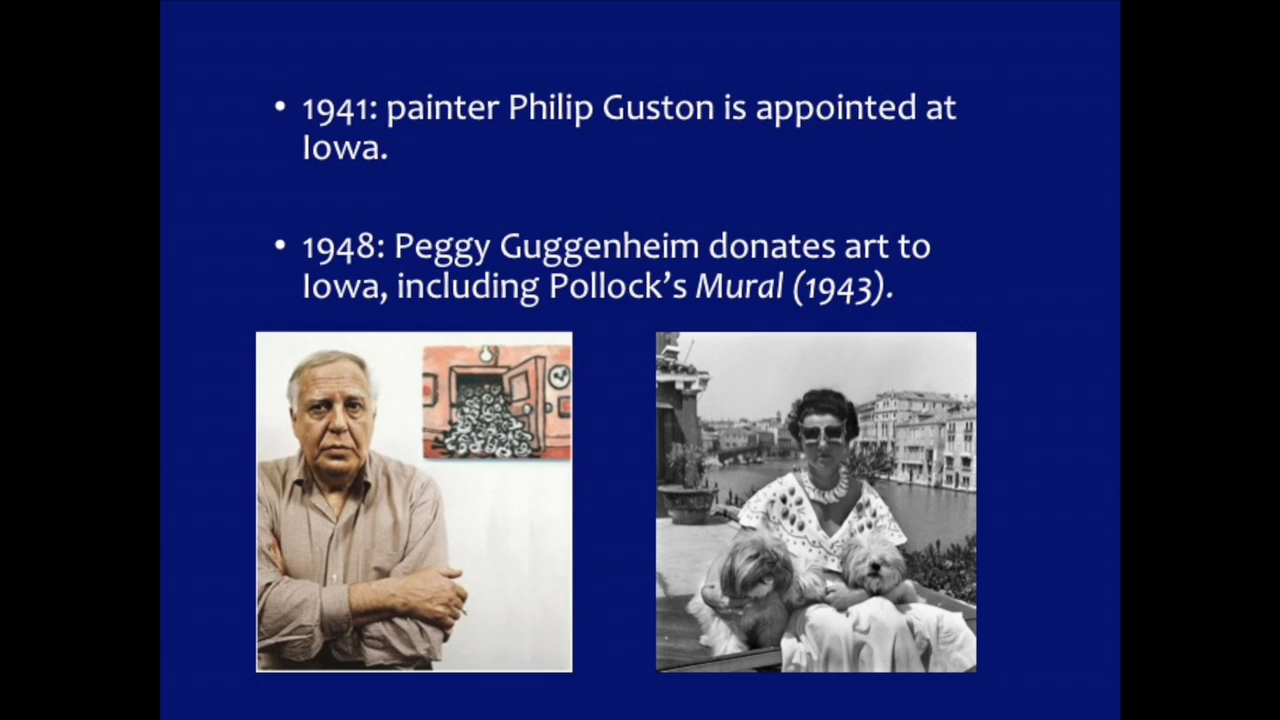 • 1941: painter Philip Guston is appointed at
Iowa.
• 1948: Peggy Guggenheim donates art to
Iowa, including Pollock’s Mural (1943).